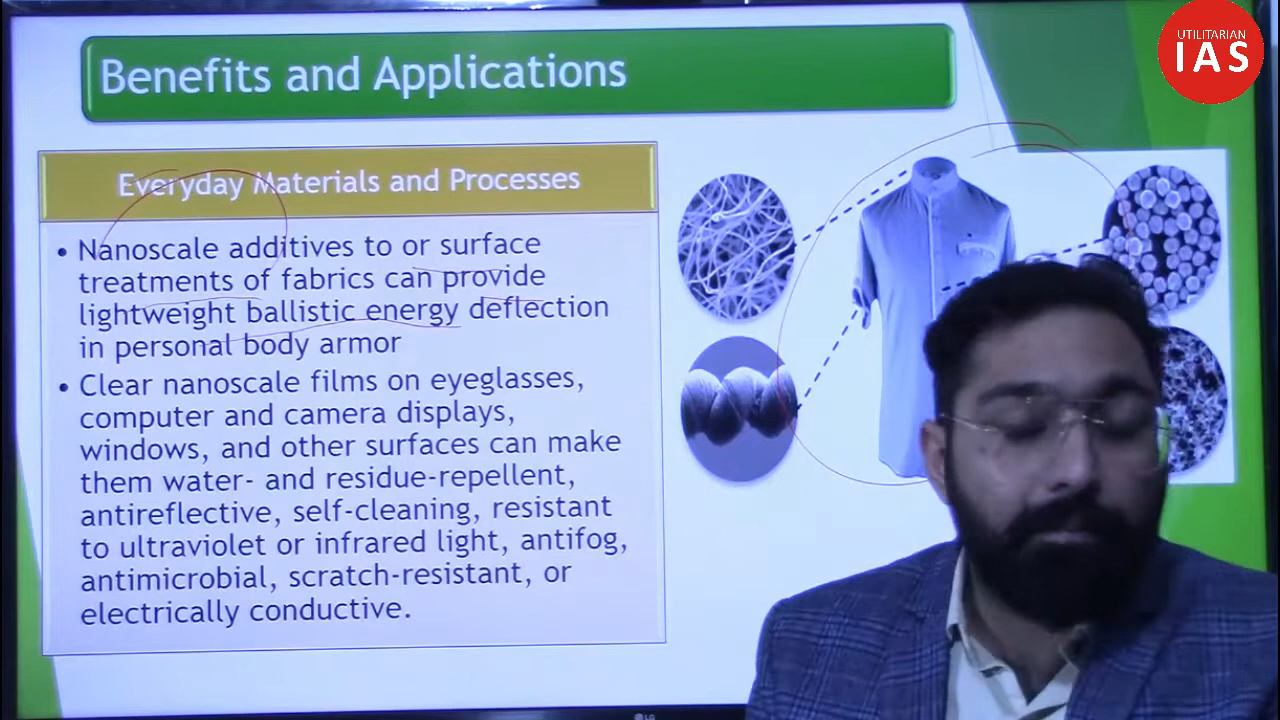 UTILITARIAN
IAS
Benefits and Applications
Everyday Materials and Processes
• Nanoscale additives to or surface
treatments of fabrics can provide
lightweight ballistic energy deflection
in personal body armor
• Clear nanoscale films on eyeglasses,
computer and camera displays,
windows, and other surfaces can make
them water- and residue-repellent,
antireflective, self-cleaning, resistant
to ultraviolet or infrared light, antifog,
antimicrobial, scratch-resistant, or
electrically conductive.
LG